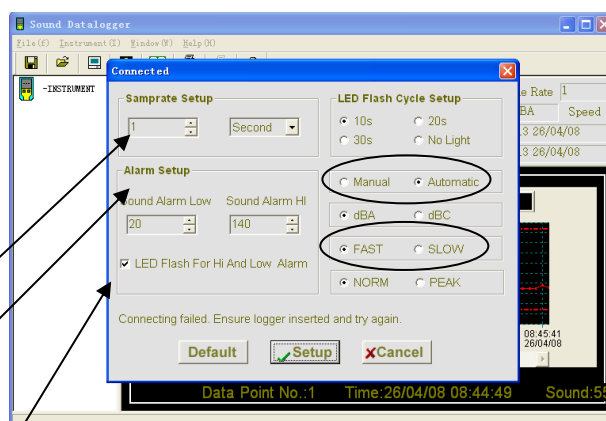 Sound Datalogger
File(F) Instrument(I) Window(W) Help(H)
-INSTRUMENT
Connected
Samprate Setup
1 Second
LED Flash Cycle Setup
10s 20s
30s No Light
Alarm Setup
Sound Alarm Low Sound Alarm HI
20 140
LED Flash For Hi And Low Alarm
Manual Automatic
dBA dBC
FAST SLOW
NORM PEAK
Connecting failed. Ensure logger inserted and try again.
Default Setup Cancel
Rate 1
BA Speed
26/04/08
26/04/08
08:45:41
26/04/08
Data Point No.:1 Time:26/04/08 08:44:49 Sound:55